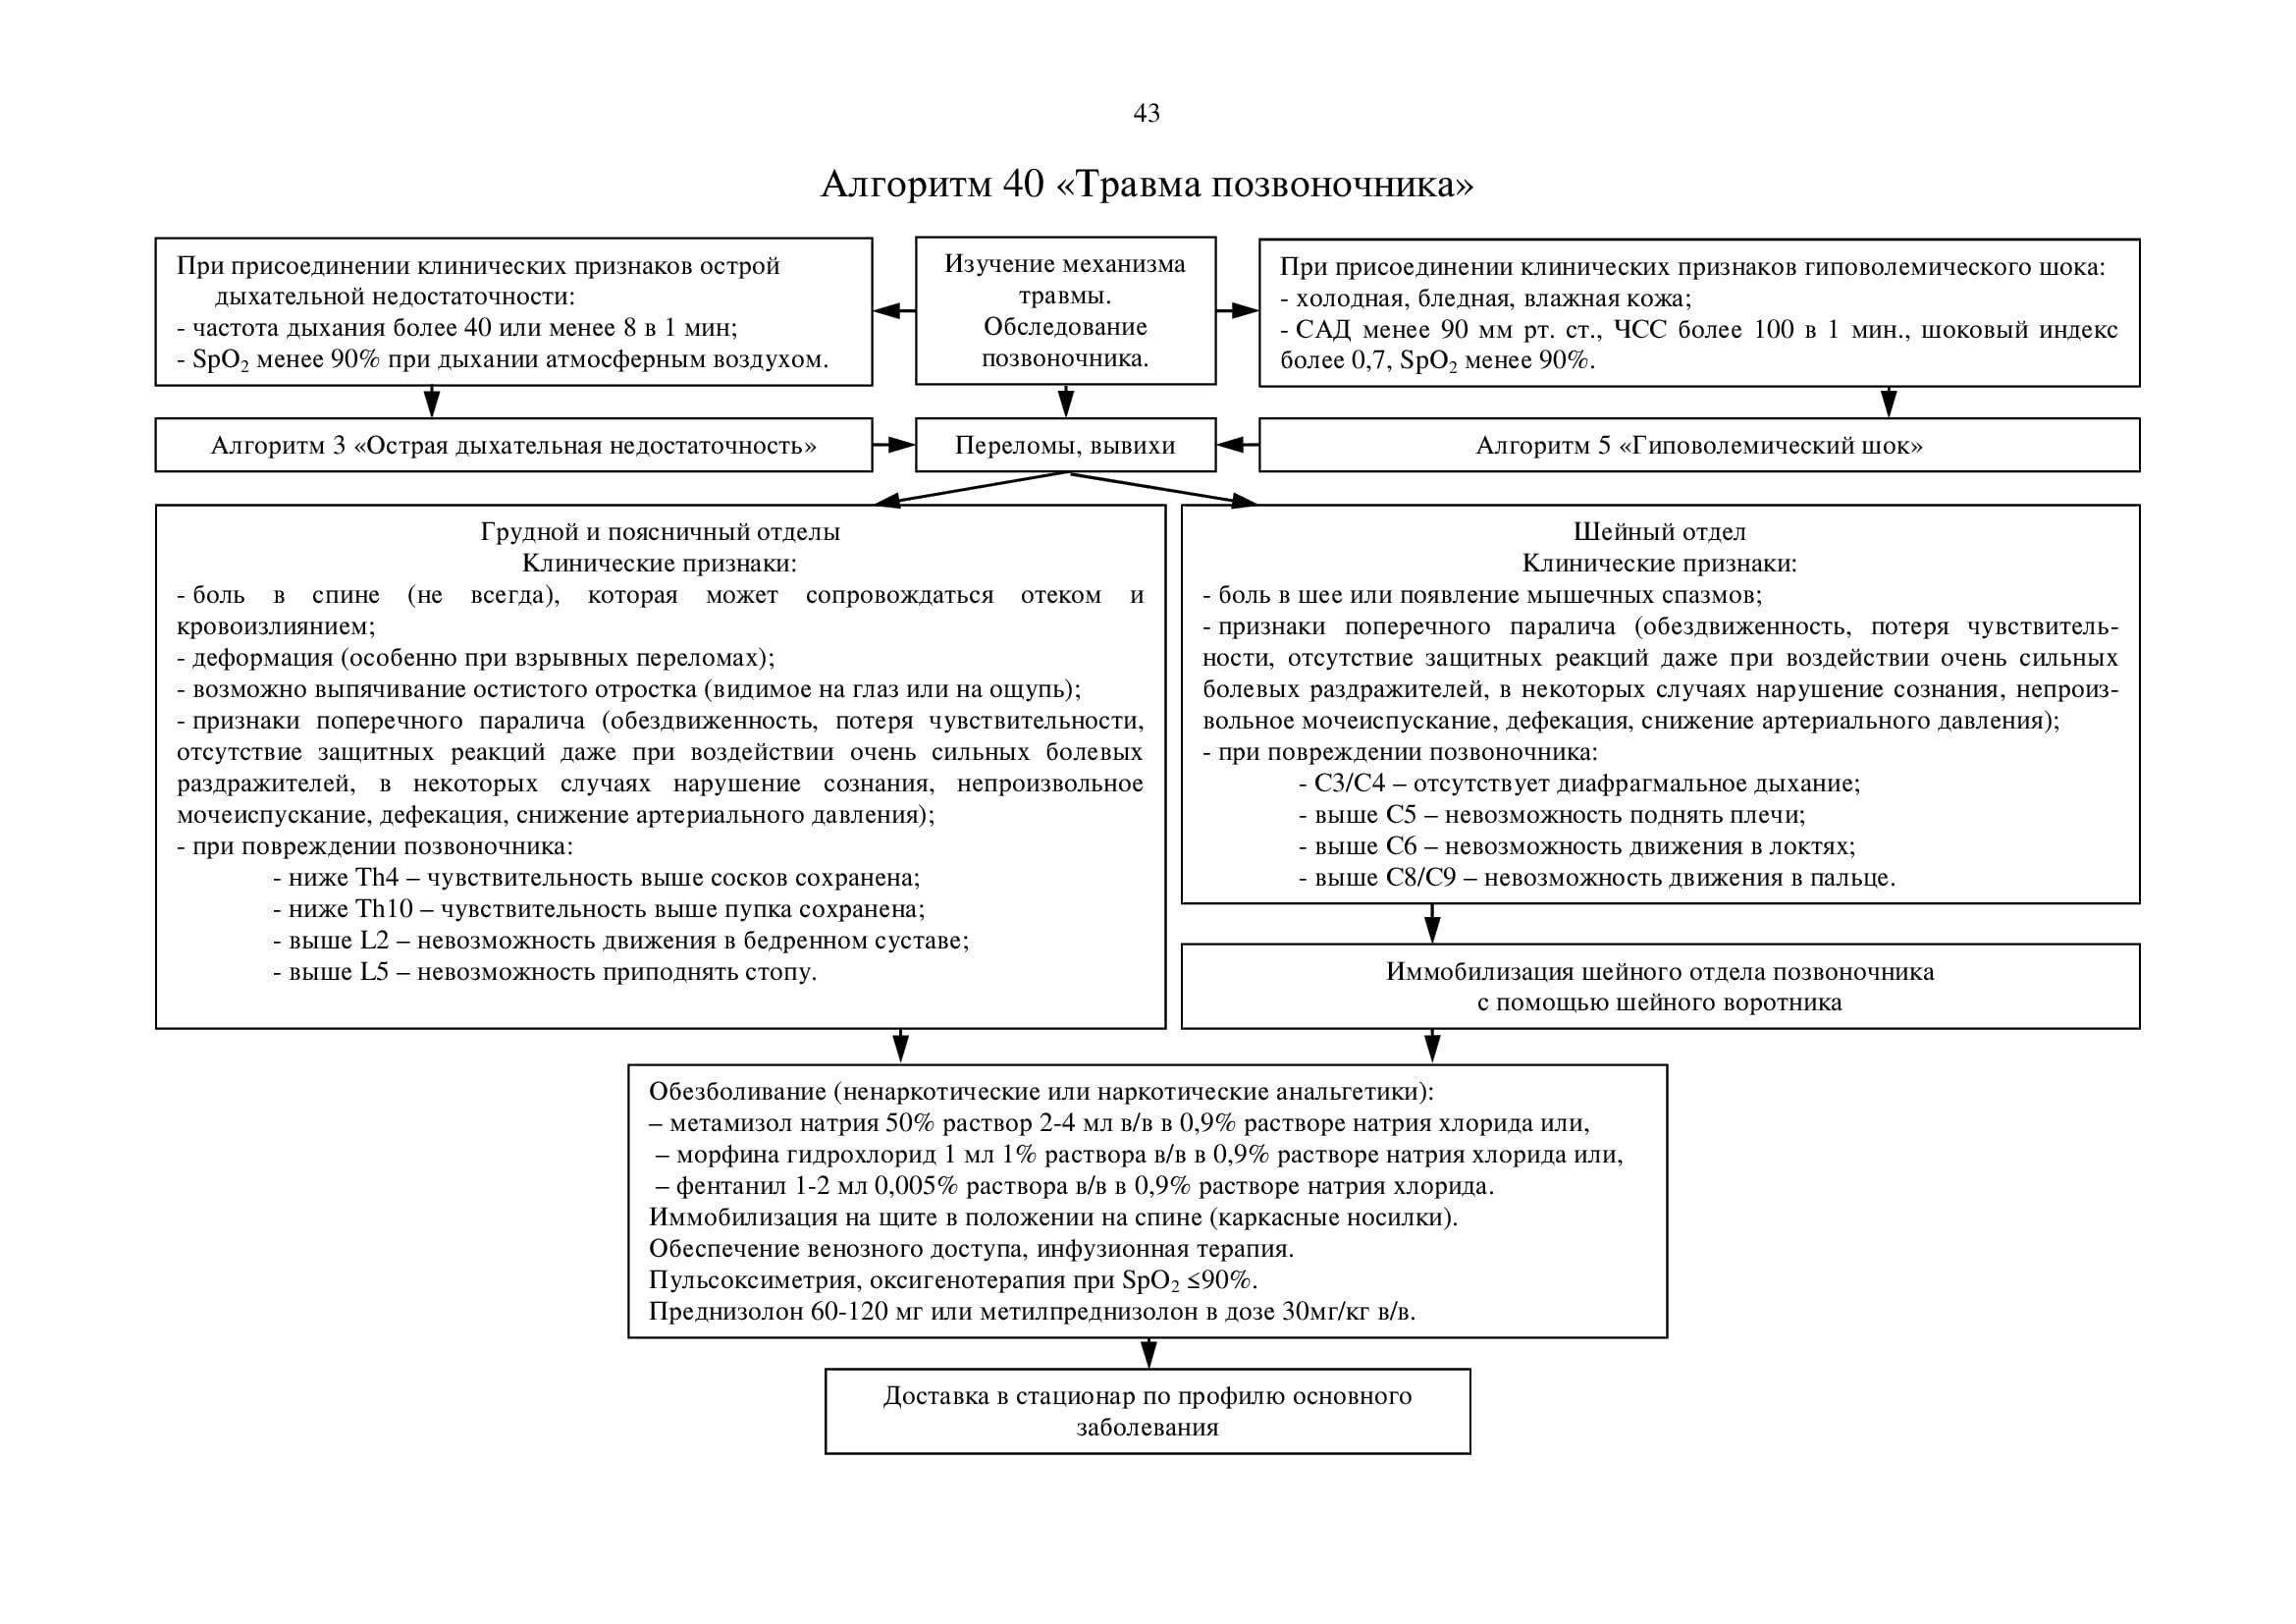 43
Алгоритм 40 «Травма позвоночника»
При присоединении клинических признаков острой
дыхательной недостаточности:
- частота дыхания более 40 или менее 8 в 1 мин;
- SpO₂ менее 90% при дыхании атмосферным воздухом.
Изучение механизма
травмы.
Обследование
позвоночника.
При присоединении клинических признаков гиповолемического шока:
- холодная, бледная, влажная кожа;
- САД менее 90 мм рт. ст., ЧСС более 100 в 1 мин., шоковый индекс
более 0,7, SpO₂ менее 90%.
Алгоритм 3 «Острая дыхательная недостаточность»
Переломы, вывихи
Алгоритм 5 «Гиповолемический шок»
Грудной и поясничный отделы
Клинические признаки:
- боль в спине (не всегда), которая может сопровождаться отеком и
кровоизлиянием;
- деформация (особенно при взрывных переломах);
- возможно выпячивание остистого отростка (видимое на глаз или на ощупь);
- признаки поперечного паралича (обездвиженность, потеря чувствительности,
отсутствие защитных реакций даже при воздействии очень сильных болевых
раздражителей, в некоторых случаях нарушение сознания, непроизвольное
мочеиспускание, дефекация, снижение артериального давления);
- при повреждении позвоночника:
- ниже Th4 – чувствительность выше сосков сохранена;
- ниже Th10 – чувствительность выше пупка сохранена;
- выше L2 – невозможность движения в бедренном суставе;
- выше L5 – невозможность приподнять стопу.
Шейный отдел
Клинические признаки:
- боль в шее или появление мышечных спазмов;
- признаки поперечного паралича (обездвиженность, потеря чувствитель-
ности, отсутствие защитных реакций даже при воздействии очень сильных
болевых раздражителей, в некоторых случаях нарушение сознания, непроиз-
вольное мочеиспускание, дефекация, снижение артериального давления);
- при повреждении позвоночника:
- С3/С4 – отсутствует диафрагмальное дыхание;
- выше С5 – невозможность поднять плечи;
- выше С6 – невозможность движения в локтях;
- выше С8/С9 – невозможность движения в пальце.
Иммобилизация шейного отдела позвоночника
с помощью шейного воротника
Обезболивание (ненаркотические или наркотические анальгетики):
– метамизол натрия 50% раствор 2-4 мл в/в в 0,9% растворе натрия хлорида или,
– морфина гидрохлорид 1 мл 1% раствора в/в в 0,9% растворе натрия хлорида или,
– фентанил 1-2 мл 0,005% раствора в/в в 0,9% растворе натрия хлорида.
Иммобилизация на щите в положении на спине (каркасные носилки).
Обеспечение венозного доступа, инфузионная терапия.
Пульсоксиметрия, оксигенотерапия при SpO₂ ≤90%.
Преднизолон 60-120 мг или метилпреднизолон в дозе 30мг/кг в/в.
Доставка в стационар по профилю основного
заболевания